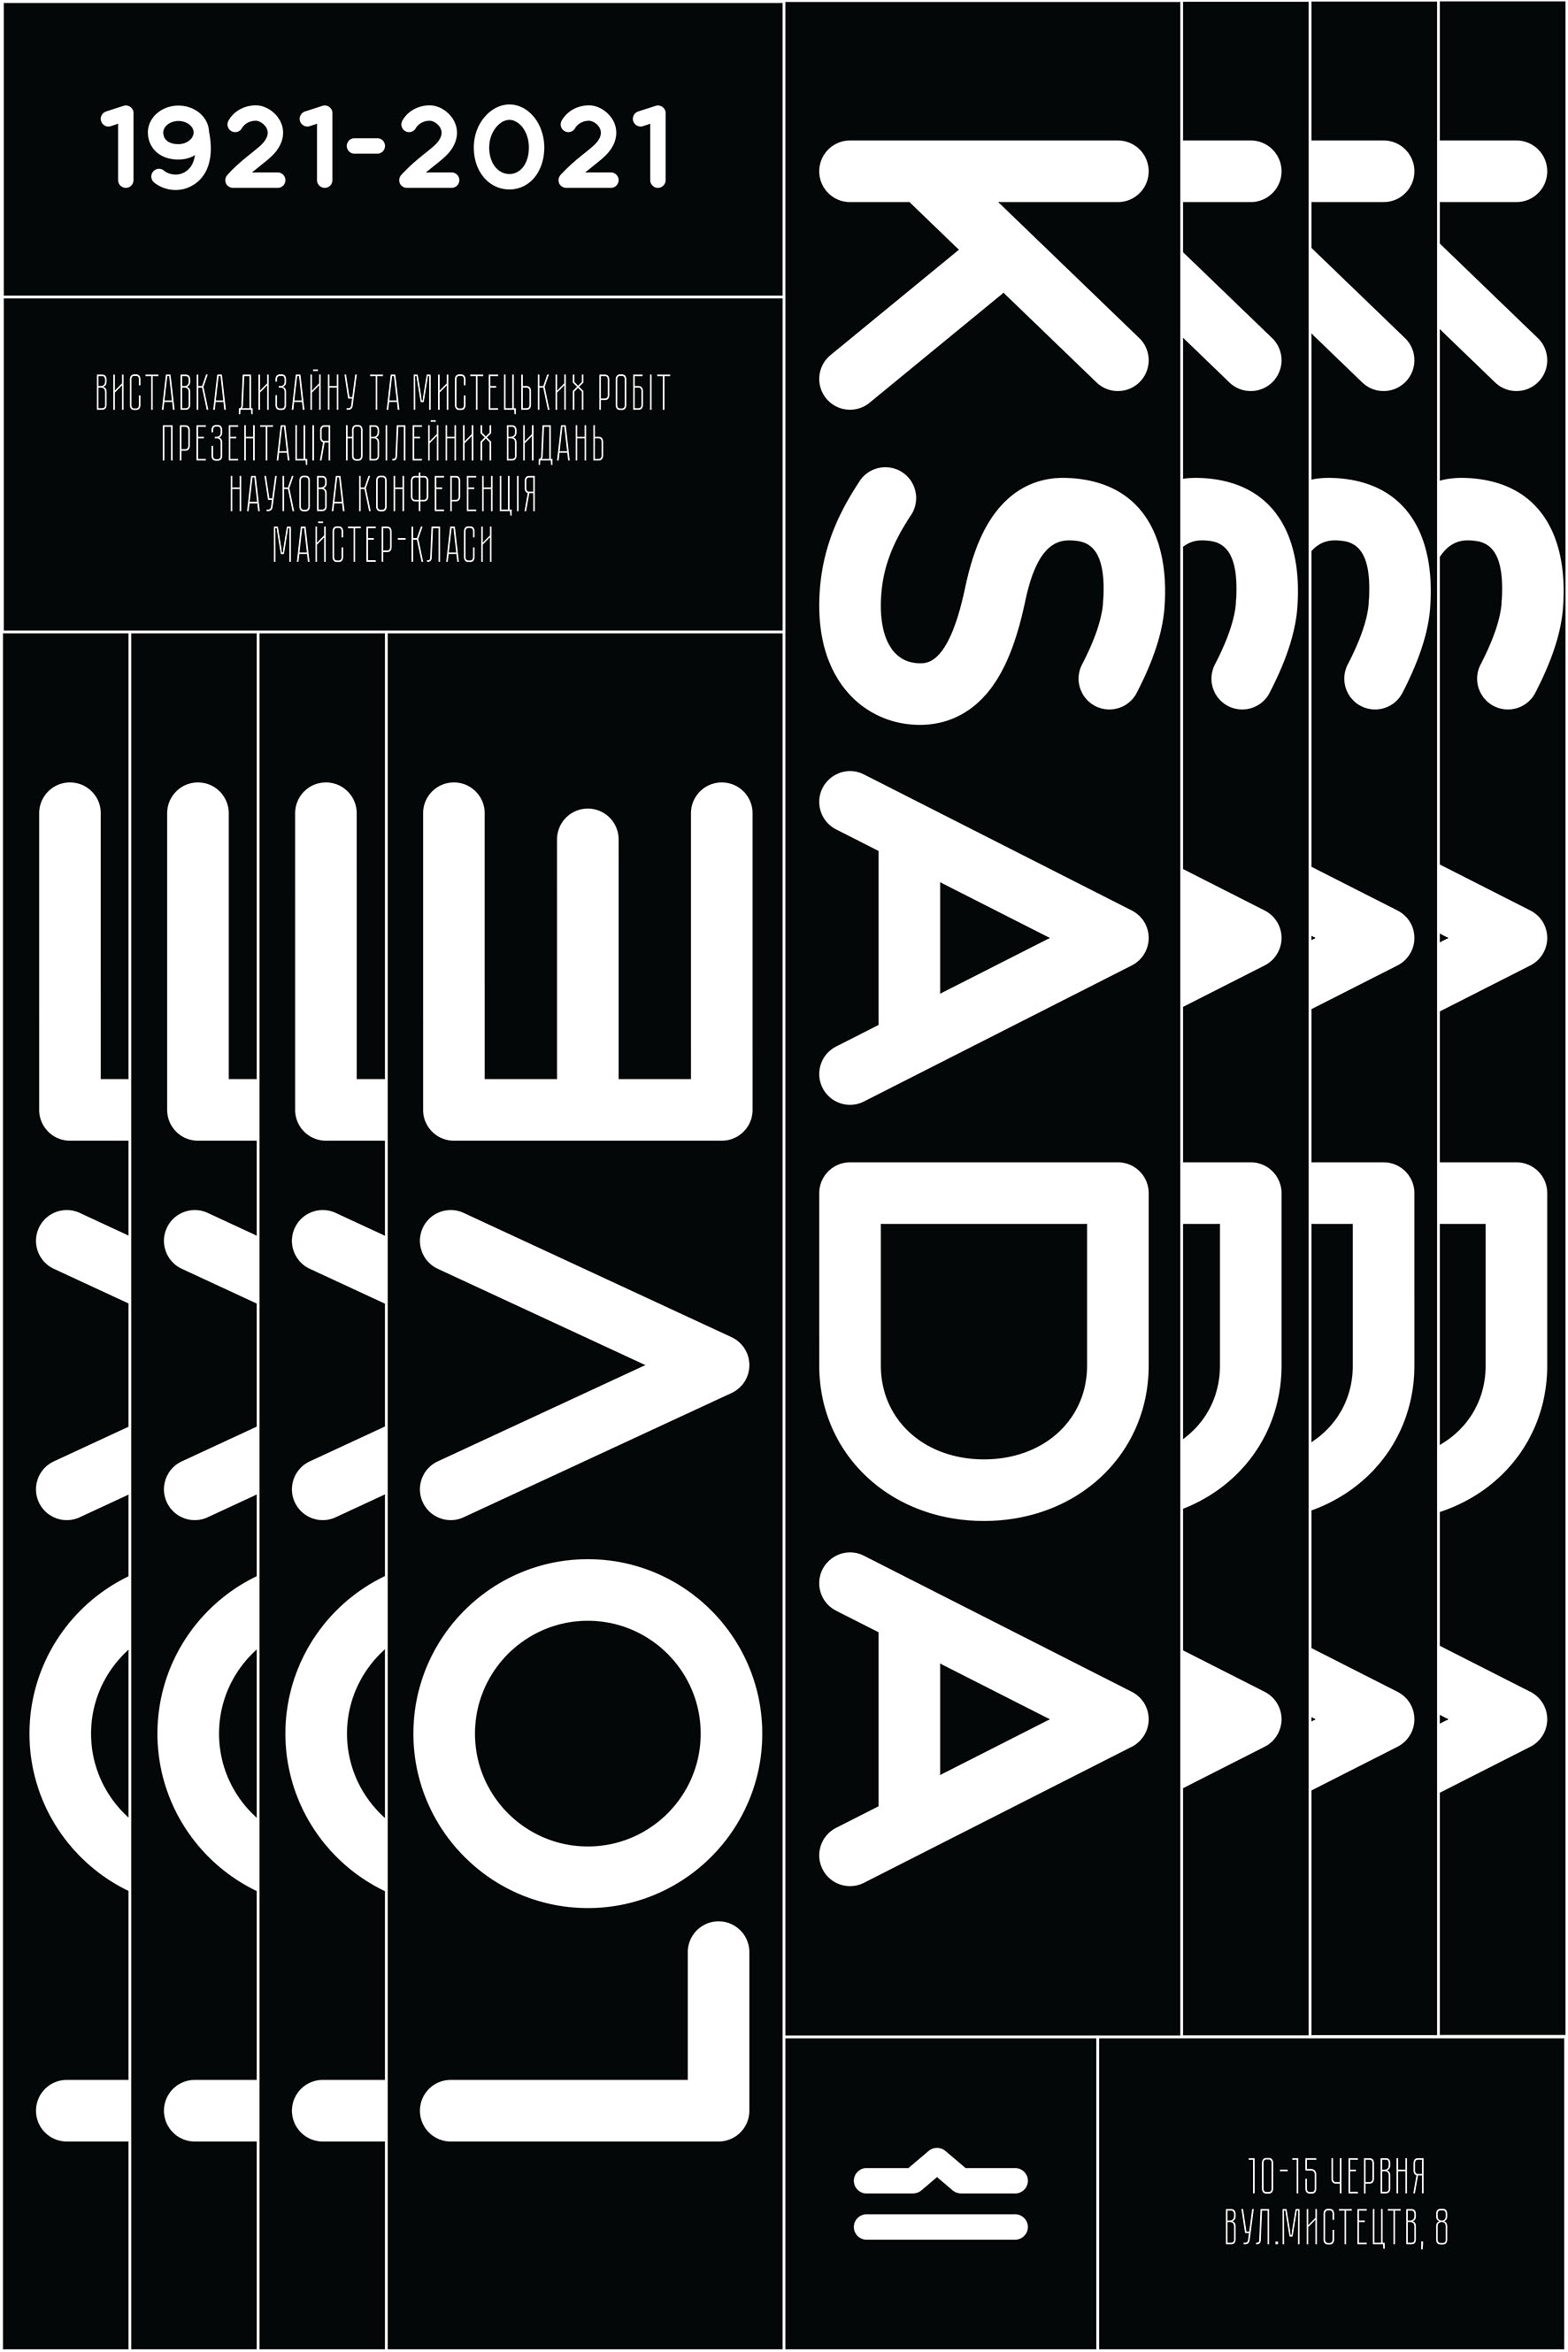 1921-2021
ВИСТАВКА ДИЗАЙНУ ТА МИСТЕЦЬКИХ РОБІТ
ПРЕЗЕНТАЦІЯ ЮВІЛЕЙНИХ ВИДАНЬ
НАУКОВА КОНФЕРЕНЦІЯ
МАЙСТЕР-КЛАСИ
LOVE
KSADA
10-15 ЧЕРВНЯ
ВУЛ.МИСТЕЦТВ, 8